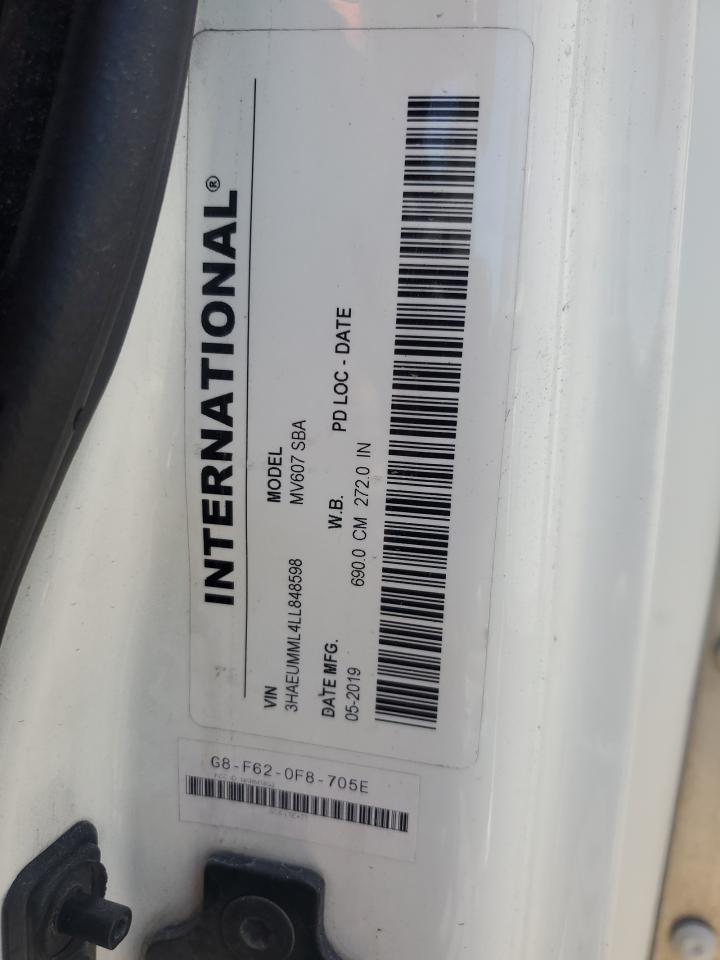 INTERNATIONAL®
VIN MODEL
3HAEUMML4LL848598 MV607 SBA
DATE MFG. W.B. PD LOC - DATE
05-2019 690.0 CM 272.0 IN
G8-F62-0F8-705E